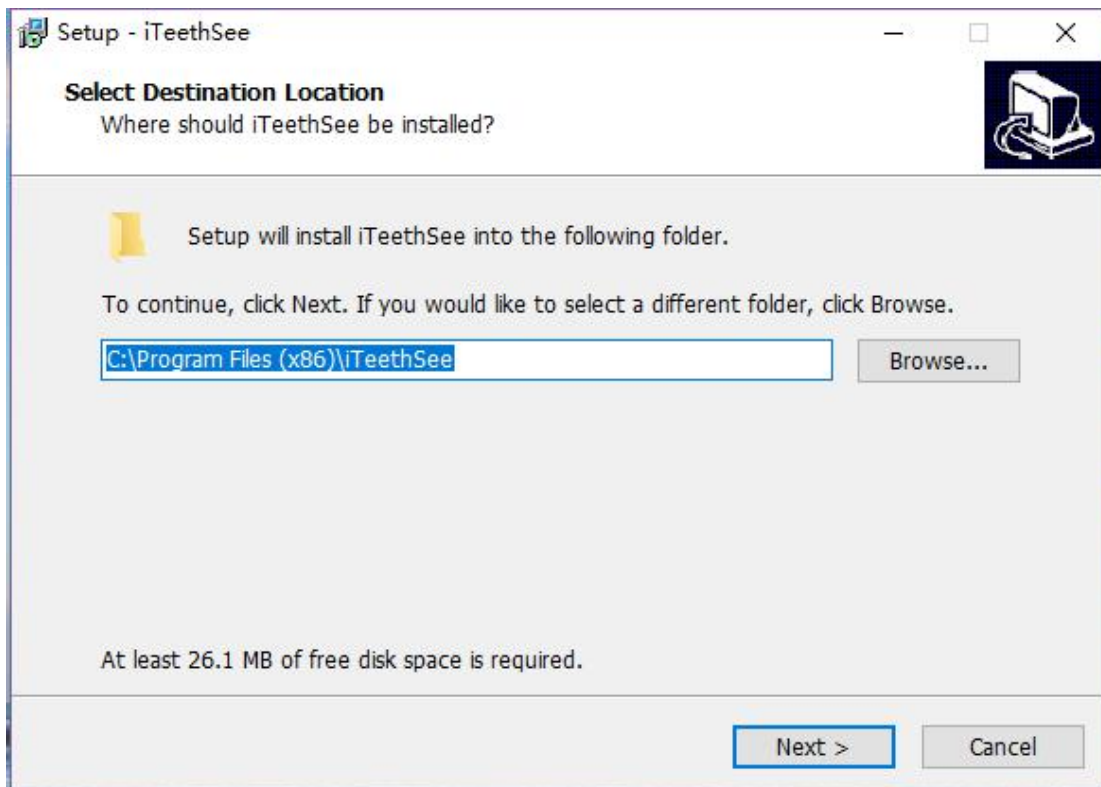 Setup - iTeethSee
Select Destination Location
Where should iTeethSee be installed?
Setup will install iTeethSee into the following folder.
To continue, click Next. If you would like to select a different folder, click Browse.
C:\Program Files (x86)\iTeethSee
Browse...
At least 26.1 MB of free disk space is required.
Next >
Cancel